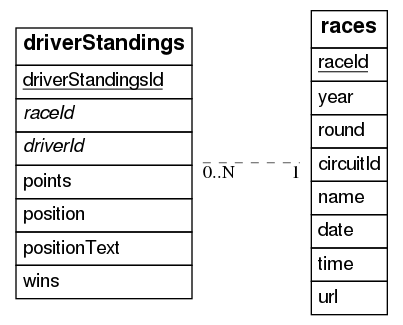 driverStandings
driverStandingsId
raceId
driverId
points
position
positionText
wins
0..N
1
races
raceId
year
round
circuitId
name
date
time
url